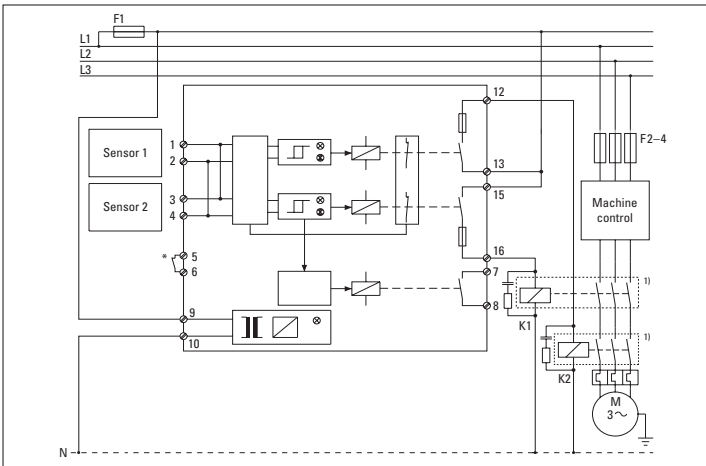 F1
L1
L2
L3
12
Sensor 1
1
2
F2–4
13
3
15
Sensor 2
4
Machine
control
*
5
16
6
7
1)
9
8
K1
10
1)
K2
M
3~
N